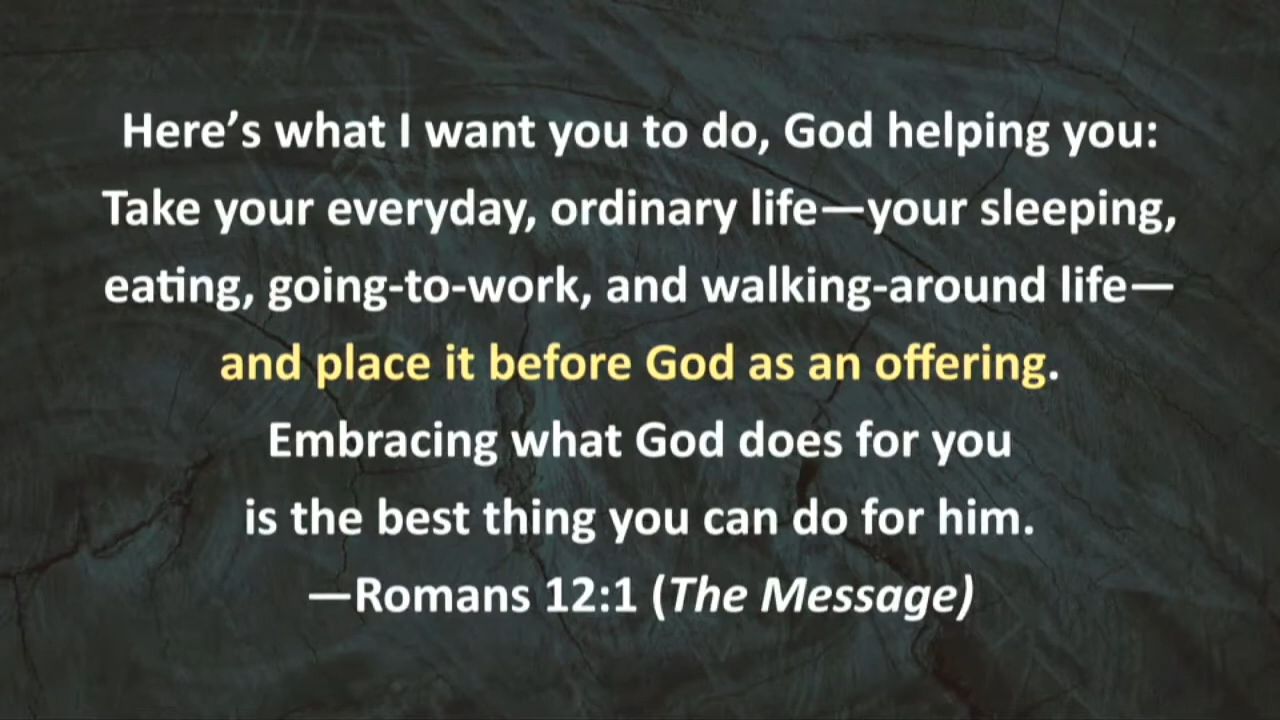 Here’s what I want you to do, God helping you:
Take your everyday, ordinary life—your sleeping,
eating, going-to-work, and walking-around life—
and place it before God as an offering.
Embracing what God does for you
is the best thing you can do for him.
—Romans 12:1 (The Message)